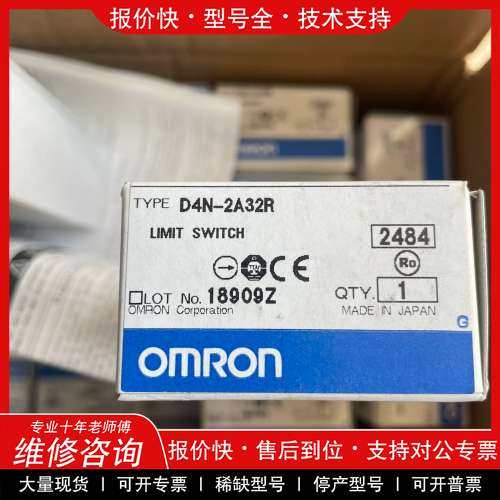 报价快・型号全・技术支持
TYPE D4N-2A32R
LIMIT SWITCH
2484
LOT No. 18909Z
QTY. 1
OMRON Corporation
MADE IN JAPAN
G
OMRON
专业十年老师傅
维修咨询
报价快・售后到位・支持对公专票
大量现货 | 可开专票 | 稀缺型号 | 停产型号 | 可开普票